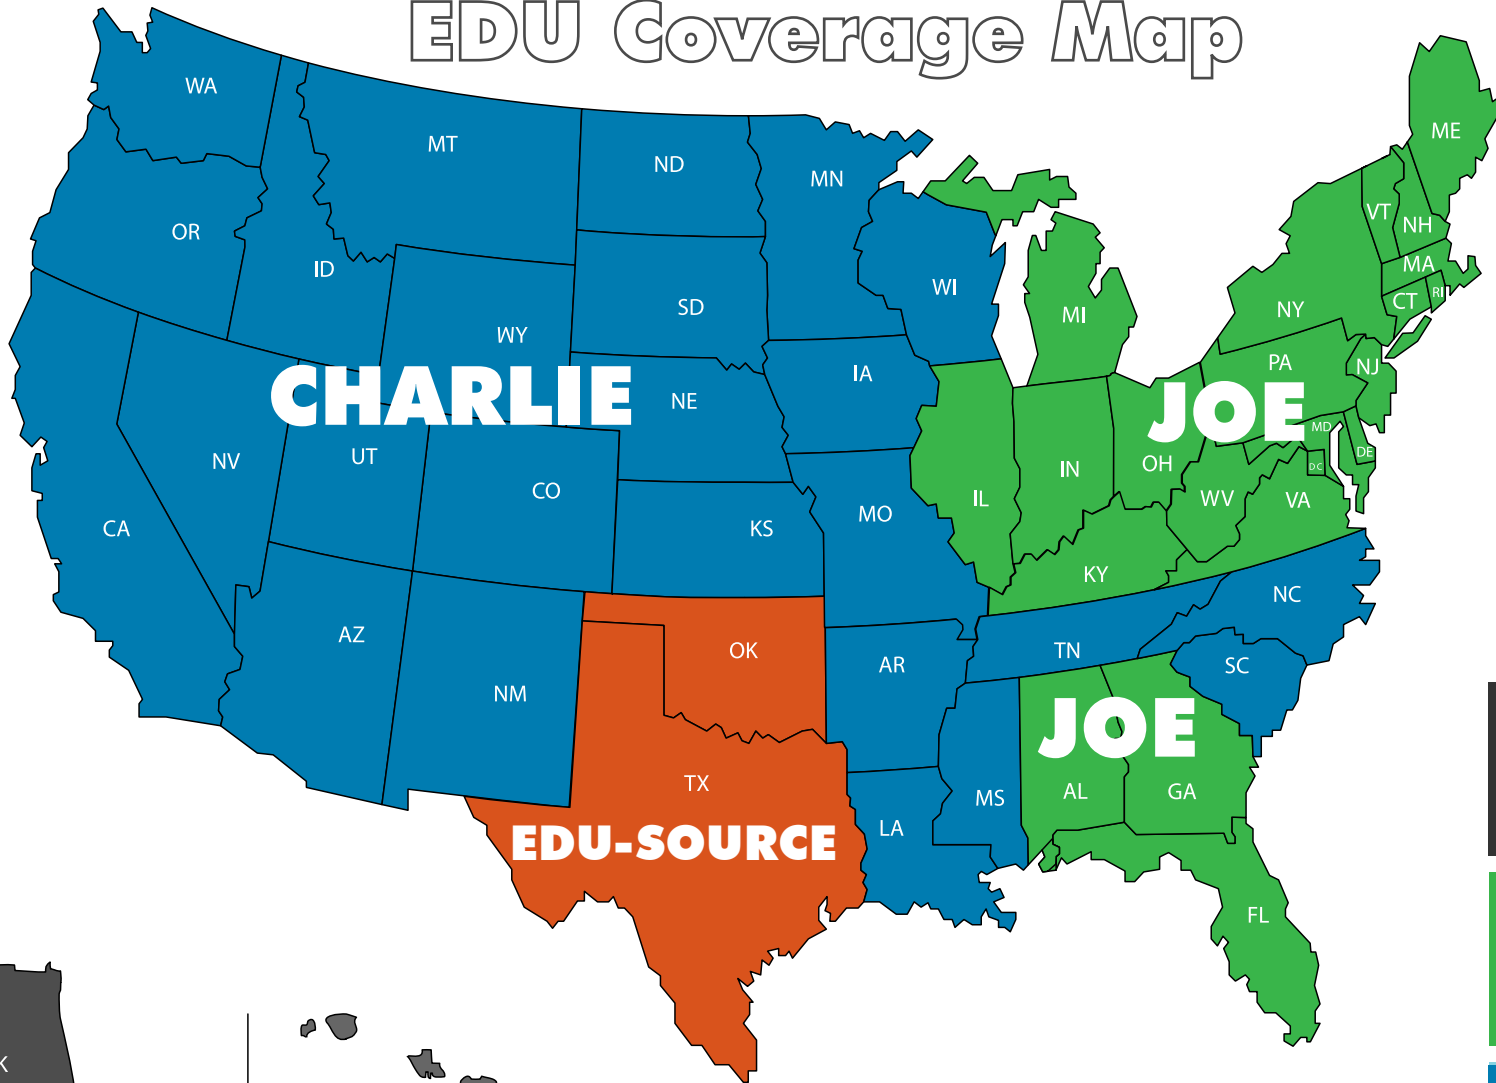 EDU Coverage Map
WA
MT
ND
MN
ME
OR
ID
VT
NH
MA
WI
SD
WY
NY
CT
RI
MI
IA
PA
NJ
CHARLIE
NE
JOE
MD
DE
NV
UT
CO
IN
OH
DC
IL
WV
VA
CA
KS
MO
KY
NC
AZ
OK
TN
AR
SC
NM
JOE
TX
MS
AL
GA
LA
EDU-SOURCE
FL
K